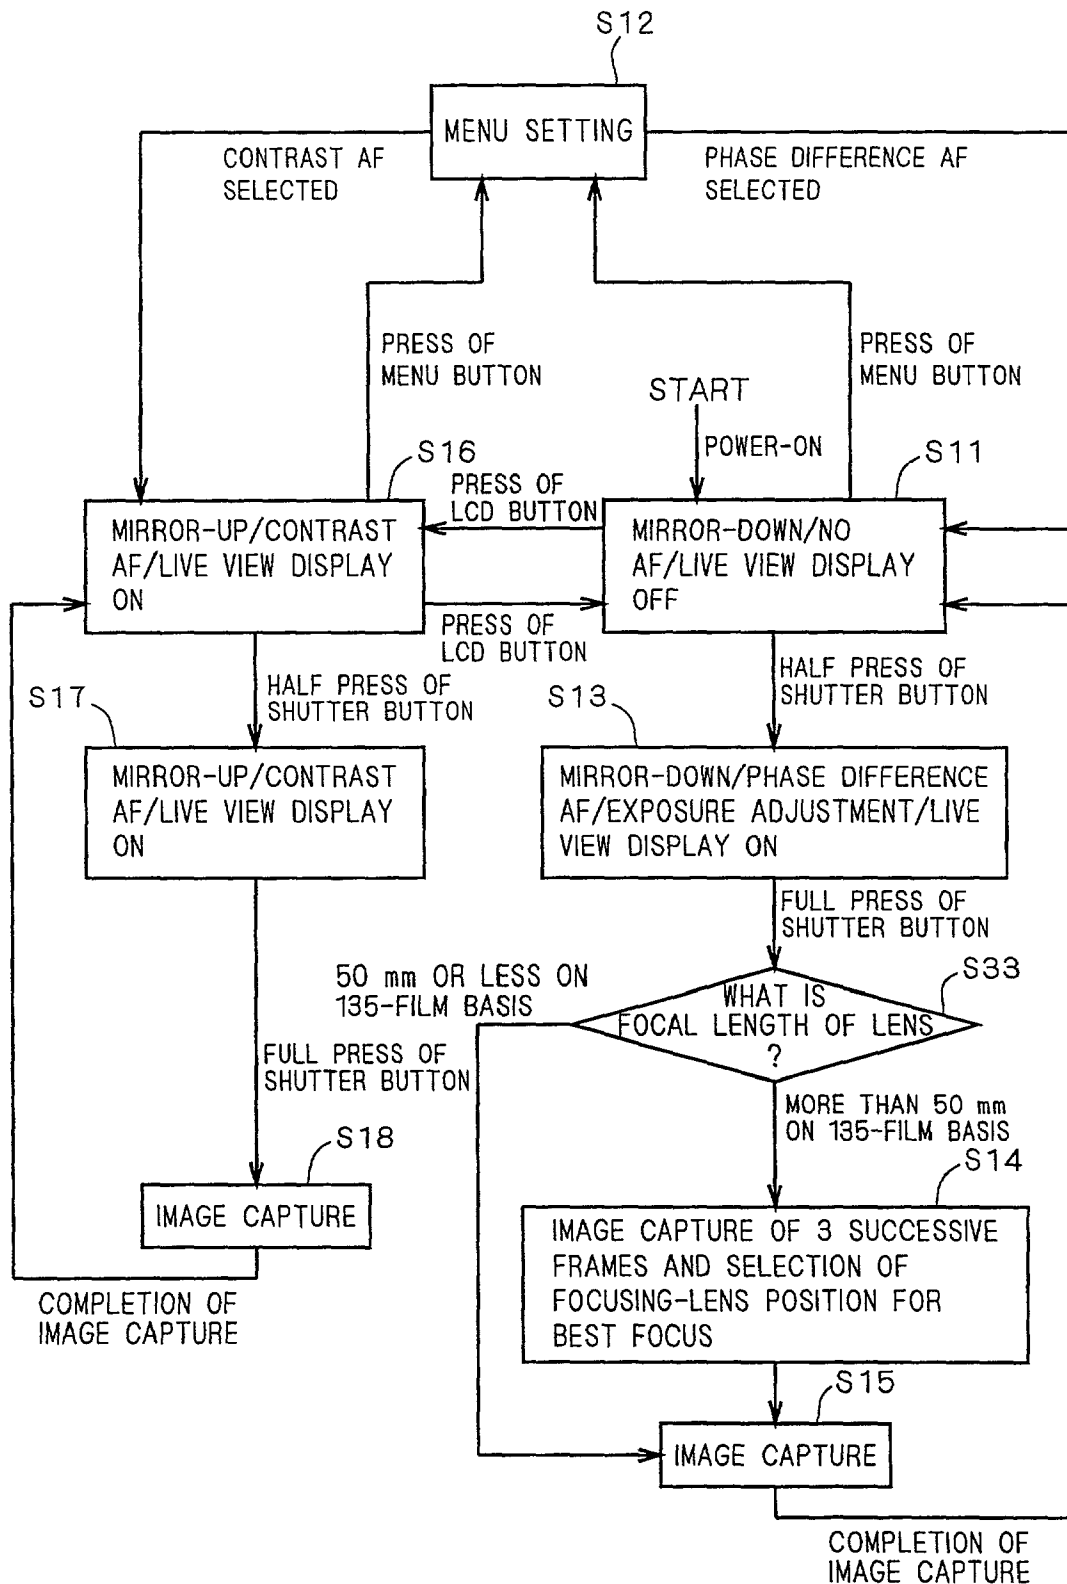 S12
MENU SETTING
CONTRAST AF
SELECTED
PHASE DIFFERENCE AF
SELECTED
PRESS OF
MENU BUTTON
PRESS OF
MENU BUTTON
START
POWER-ON
S16
S11
PRESS OF
LCD BUTTON
MIRROR-UP/CONTRAST
AF/LIVE VIEW DISPLAY
ON
MIRROR-DOWN/NO
AF/LIVE VIEW DISPLAY
OFF
PRESS OF
LCD BUTTON
S17
HALF PRESS OF
SHUTTER BUTTON
S13
HALF PRESS OF
SHUTTER BUTTON
MIRROR-UP/CONTRAST
AF/LIVE VIEW DISPLAY
ON
MIRROR-DOWN/PHASE DIFFERENCE
AF/EXPOSURE ADJUSTMENT/LIVE
VIEW DISPLAY ON
FULL PRESS OF
SHUTTER BUTTON
50 mm OR LESS ON
135-FILM BASIS
S33
WHAT IS
FOCAL LENGTH OF LENS
?
FULL PRESS OF
SHUTTER BUTTON
MORE THAN 50 mm
ON 135-FILM BASIS
S18
S14
IMAGE CAPTURE
IMAGE CAPTURE OF 3 SUCCESSIVE
FRAMES AND SELECTION OF
FOCUSING-LENS POSITION FOR
BEST FOCUS
COMPLETION OF
IMAGE CAPTURE
S15
IMAGE CAPTURE
COMPLETION OF
IMAGE CAPTURE